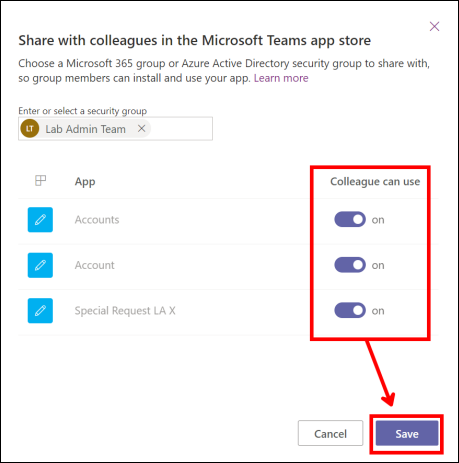 Share with colleagues in the Microsoft Teams app store
Choose a Microsoft 365 group or Azure Active Directory security group to share with,
so group members can install and use your app. Learn more
Enter or select a security group
LT Lab Admin Team
App Colleague can use
Accounts on
Account on
Special Request LA X on
Cancel Save